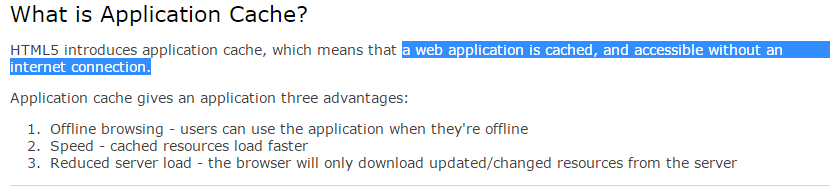 What is Application Cache?
HTML5 introduces application cache, which means that a web application is cached, and accessible without an
internet connection.
Application cache gives an application three advantages:
1. Offline browsing - users can use the application when they're offline
2. Speed - cached resources load faster
3. Reduced server load - the browser will only download updated/changed resources from the server